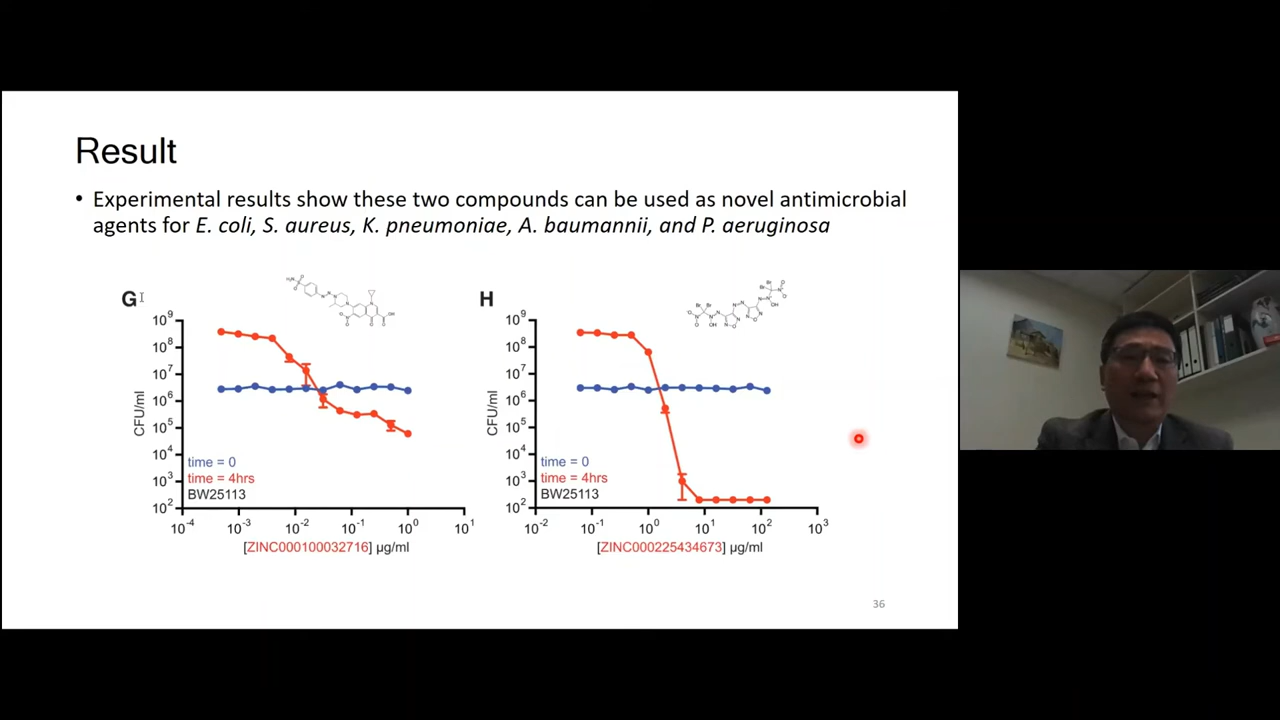 Result
• Experimental results show these two compounds can be used as novel antimicrobial
agents for E. coli, S. aureus, K. pneumoniae, A. baumannii, and P. aeruginosa
G
10⁹
10⁸
10⁷
10⁶
10⁵
10⁴
10³
10²
CFU/ml
time = 0
time = 4hrs
BW25113
10⁻⁴ 10⁻³ 10⁻² 10⁻¹ 10⁰ 10¹
[ZINC000100032716] µg/ml
H
10⁹
10⁸
10⁷
10⁶
10⁵
10⁴
10³
10²
CFU/ml
time = 0
time = 4hrs
BW25113
10⁻² 10⁻¹ 10⁰ 10¹ 10² 10³
[ZINC000225434673] µg/ml
36